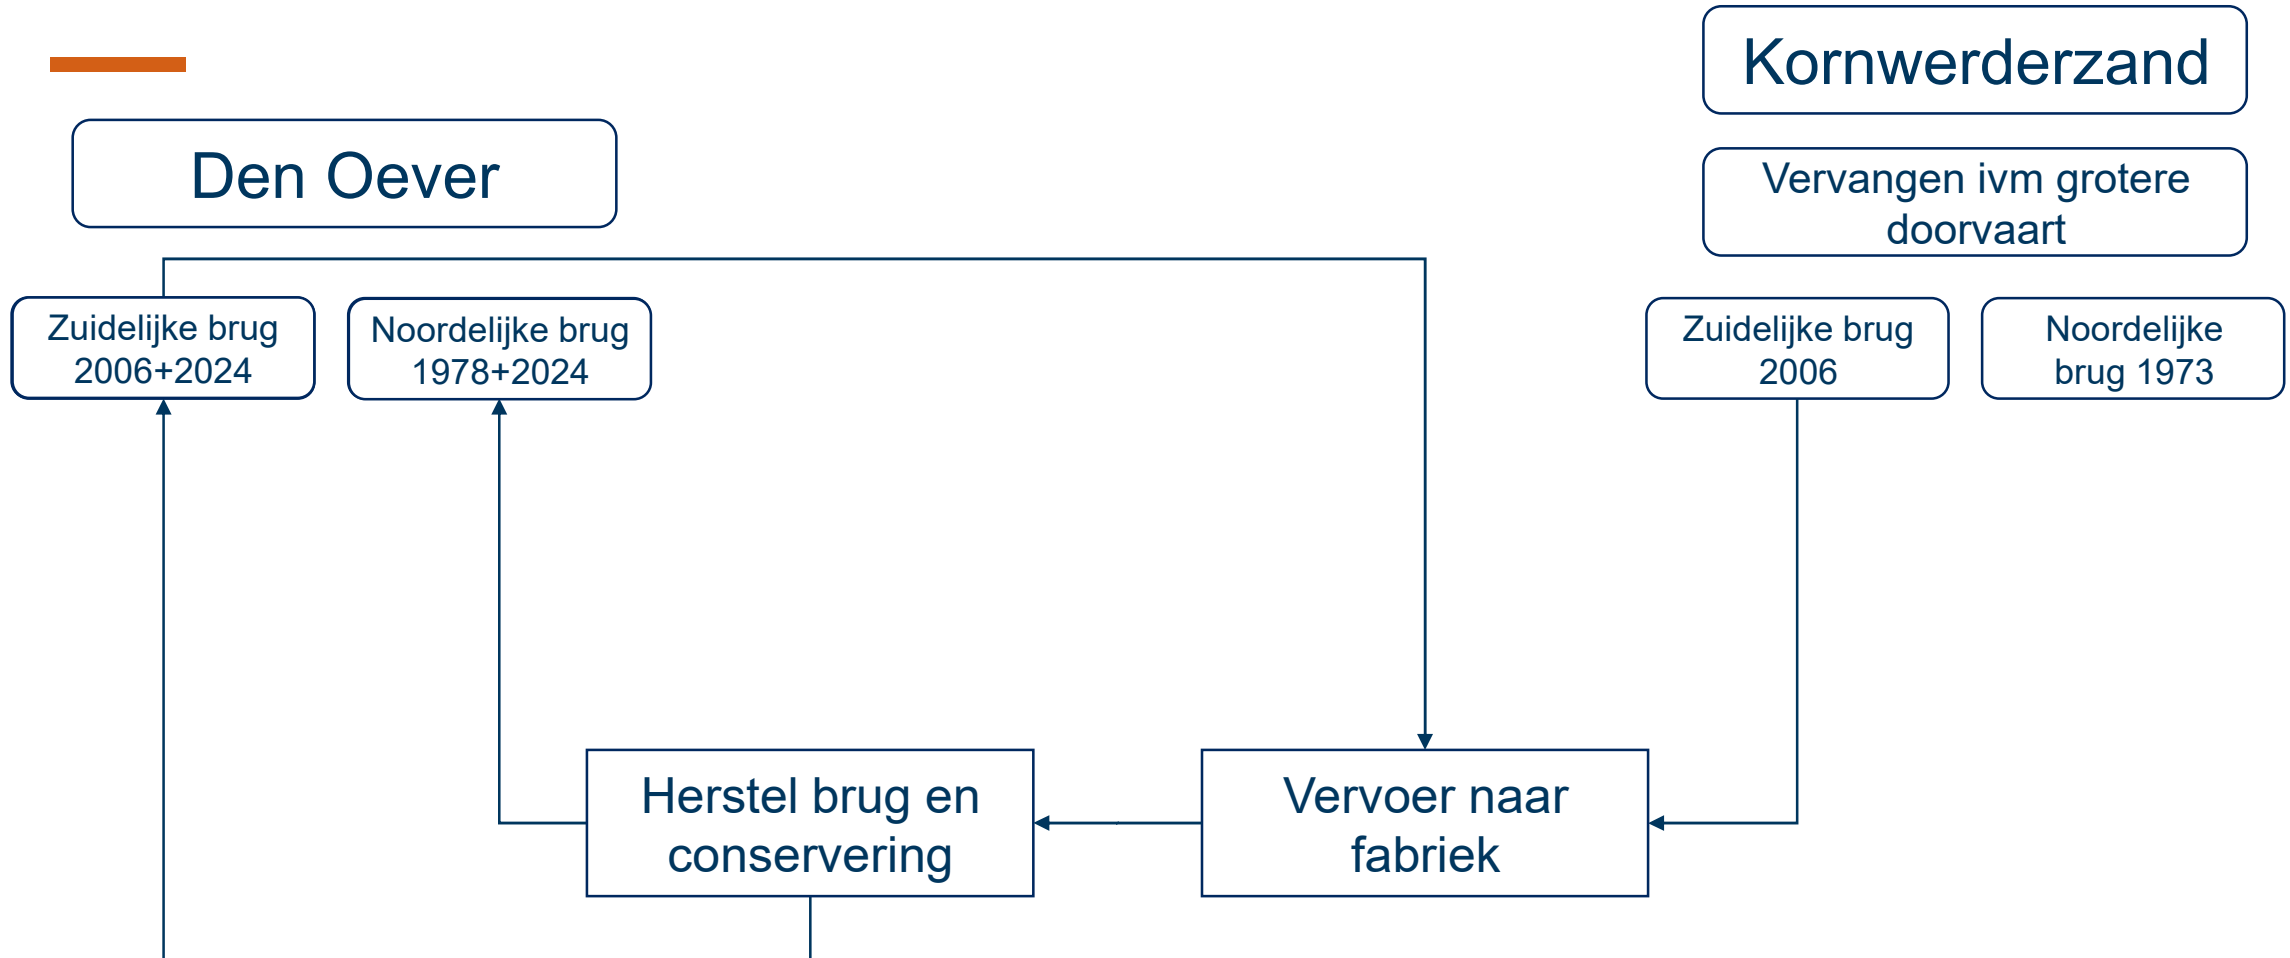 Kornwerderzand
Den Oever
Vervangen ivm grotere
doorvaart
Zuidelijke brug
2006+2024
Noordelijke brug
1978+2024
Zuidelijke brug
2006
Noordelijke
brug 1973
Herstel brug en
conservering
Vervoer naar
fabriek